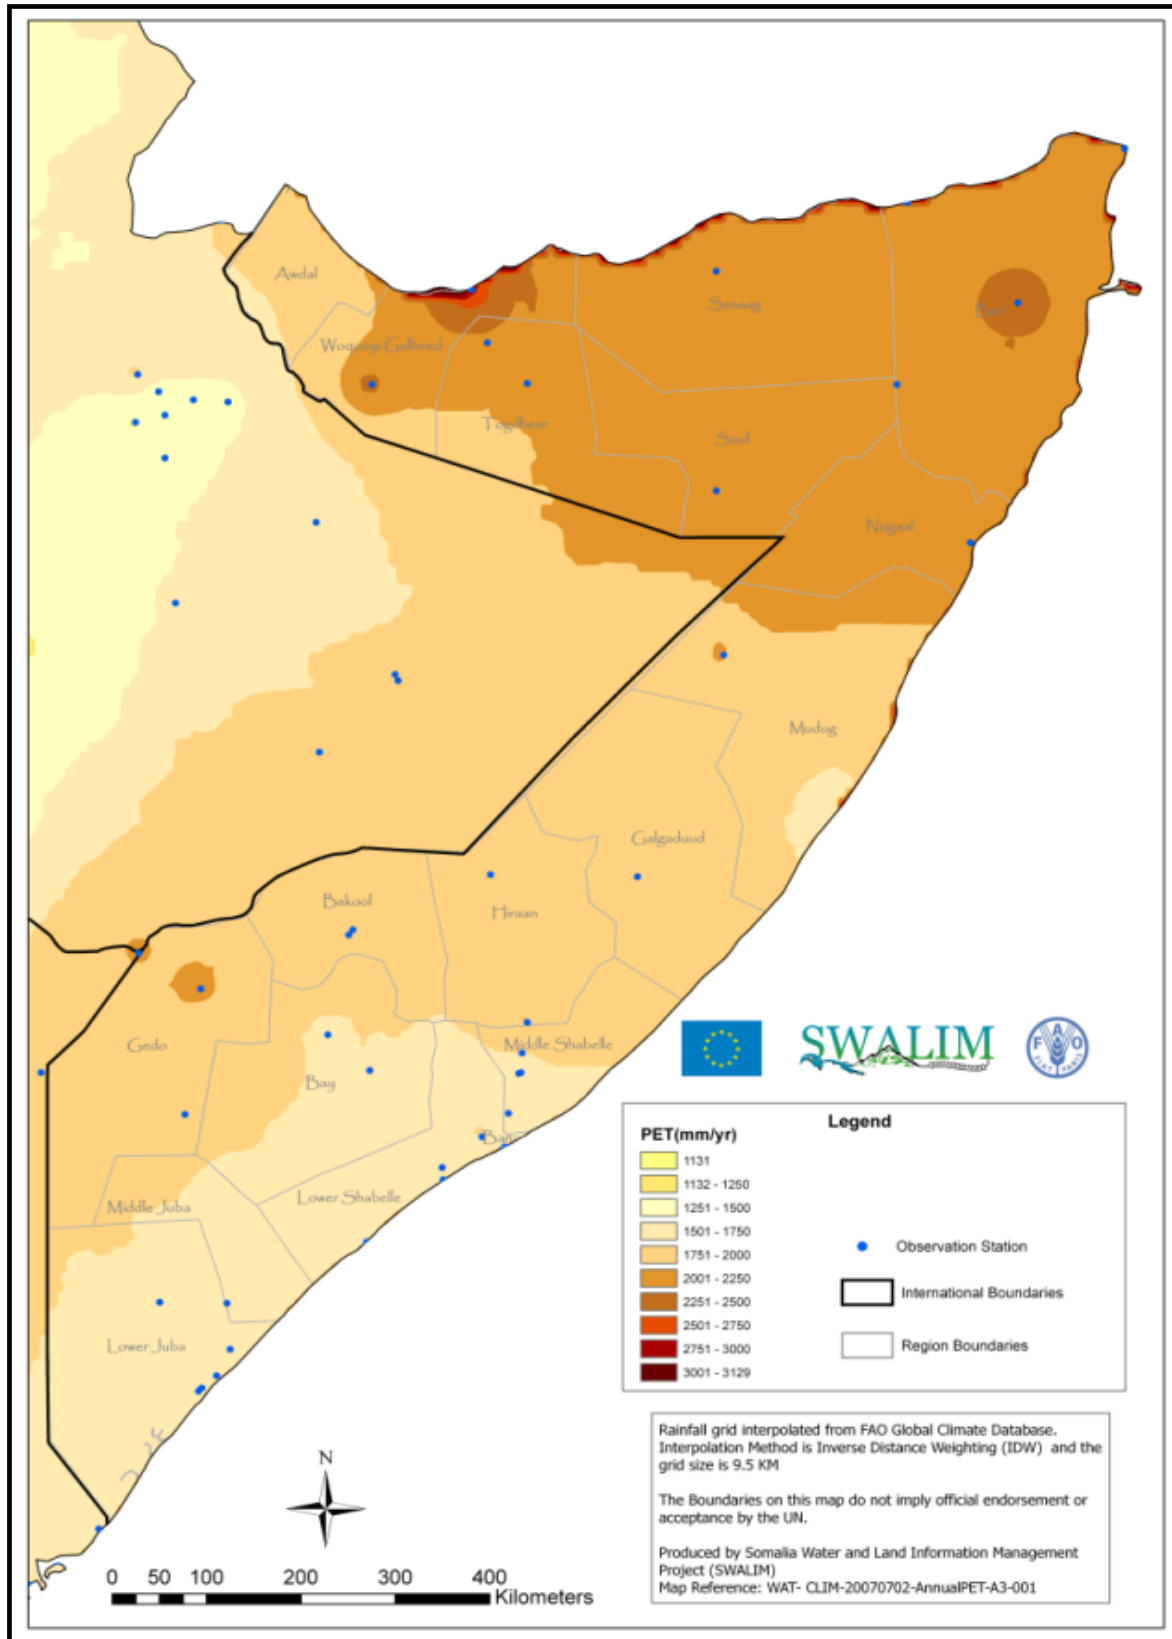 Awdal
Sanaag
Bari
Woqooyi Galbeed
Togdheer
Sool
Nugaal
Mudug
Galgaduud
Bakool
Hiraan
Gedo
Middle Shabelle
Bay
Ban
Lower Shabelle
Middle Juba
Lower Juba
SWALIM
F A O
FIAT PANIS
Legend
PET(mm/yr)
1131
1132 - 1250
1251 - 1500
1501 - 1750
1751 - 2000
2001 - 2250
2251 - 2500
2501 - 2750
2751 - 3000
3001 - 3129
Observation Station
International Boundaries
Region Boundaries
Rainfall grid interpolated from FAO Global Climate Database.
Interpolation Method is Inverse Distance Weighting (IDW) and the
grid size is 9.5 KM
The Boundaries on this map do not imply official endorsement or
acceptance by the UN.
Produced by Somalia Water and Land Information Management
Project (SWALIM)
Map Reference: WAT- CLIM-20070702-AnnualPET-A3-001
N
0 50 100 200 300 400
Kilometers